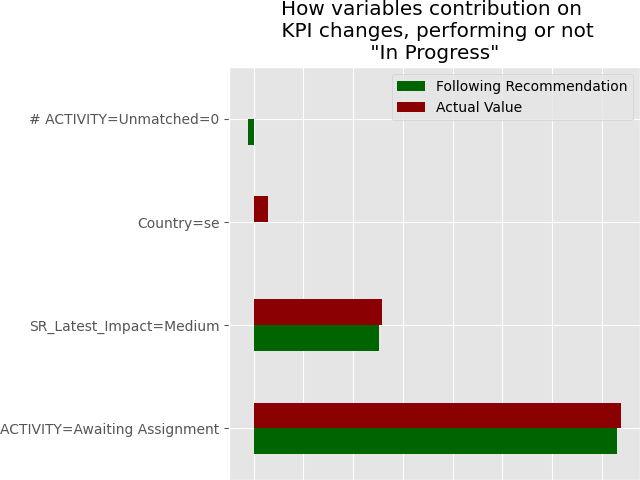 How variables contribution on
KPI changes, performing or not
"In Progress"
Following Recommendation
Actual Value
# ACTIVITY=Unmatched=0
Country=se
SR_Latest_Impact=Medium
ACTIVITY=Awaiting Assignment